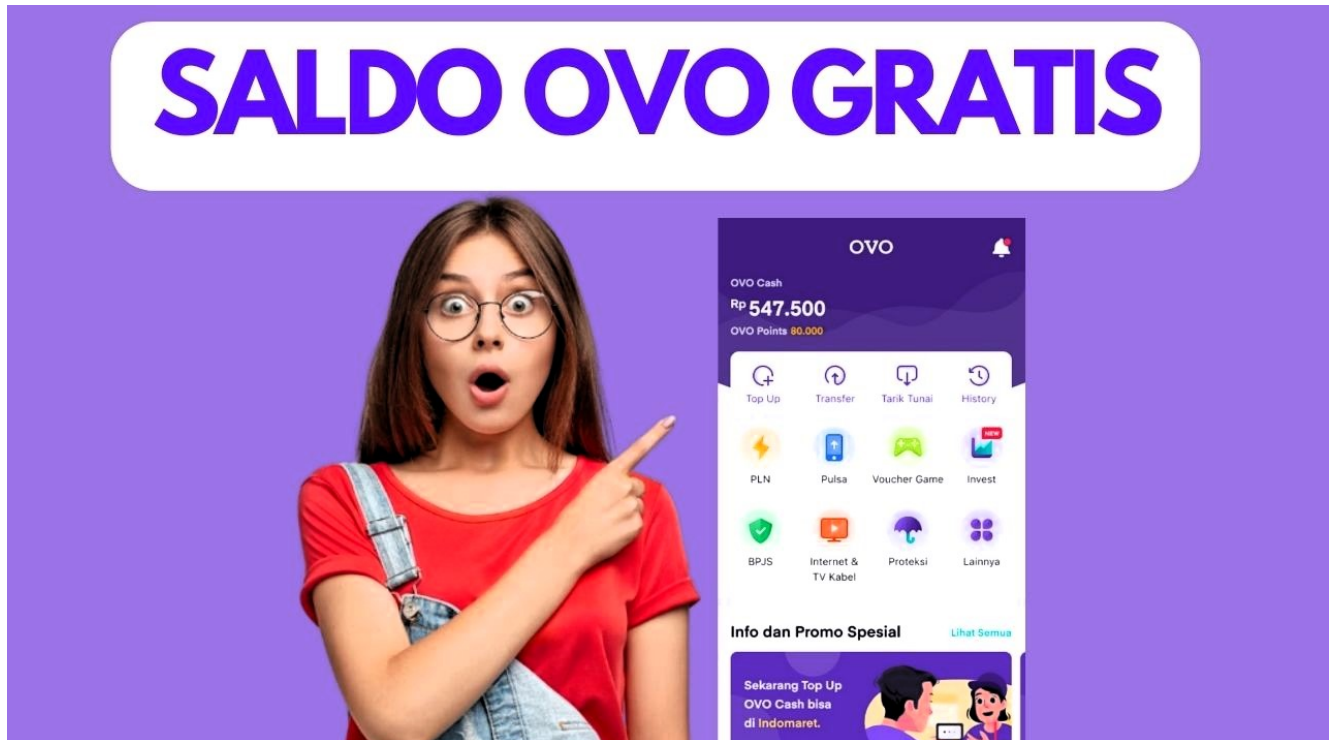 SALDO OVO GRATIS
OVO
OVO Cash
Rp 547.500
OVO Points 80.000
Top Up
Transfer
Tarik Tunai
History
NEW
PLN
Pulsa
Voucher Game
Invest
BPJS
Internet &
TV Kabel
Proteksi
Lainnya
Info dan Promo Spesial
Lihat Semua
Sekarang Top Up
OVO Cash bisa
di Indomaret.